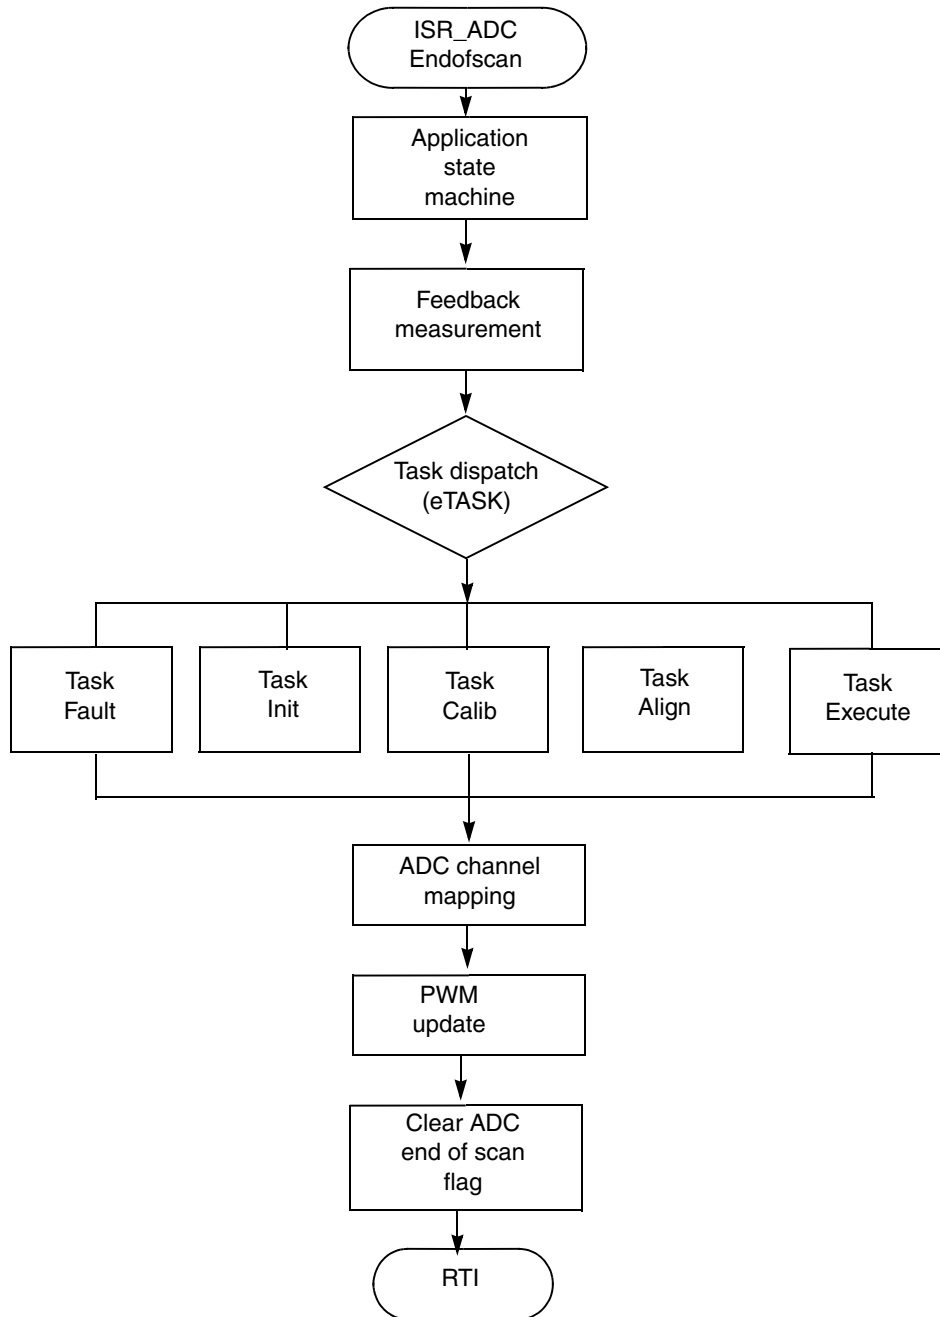 ISR_ADC
Endofscan
Application
state
machine
Feedback
measurement
Task dispatch
(eTASK)
Task
Fault
Task
Init
Task
Calib
Task
Align
Task
Execute
ADC channel
mapping
PWM
update
Clear ADC
end of scan
flag
RTI